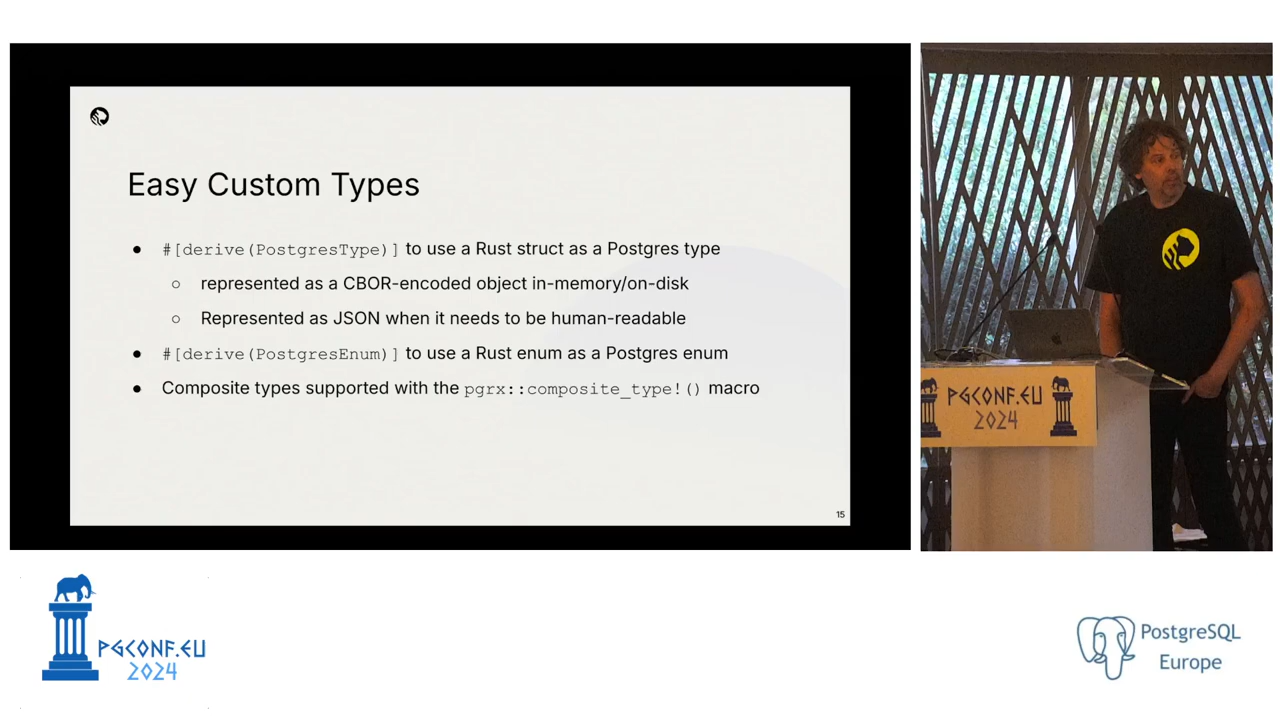 Easy Custom Types
● #[derive(PostgresType)] to use a Rust struct as a Postgres type
○ represented as a CBOR-encoded object in-memory/on-disk
○ Represented as JSON when it needs to be human-readable
● #[derive(PostgresEnum)] to use a Rust enum as a Postgres enum
● Composite types supported with the pgrx::composite_type!() macro
15
PGCONF.EU
2024
PGCONF.EU
2024
PostgreSQL
Europe